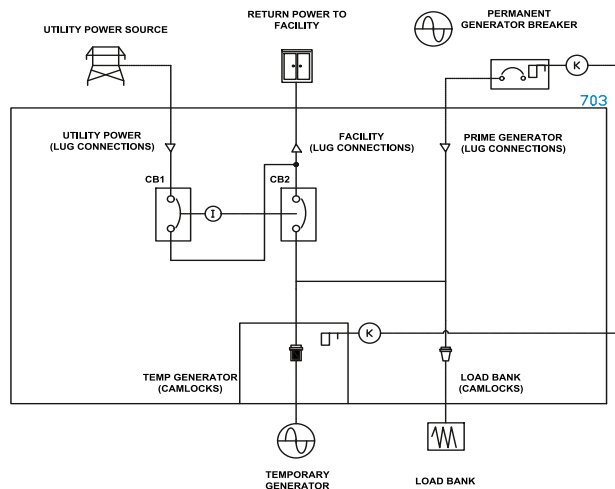 UTILITY POWER SOURCE
RETURN POWER TO
FACILITY
PERMANENT
GENERATOR BREAKER
K
703
UTILITY POWER
(LUG CONNECTIONS)
FACILITY
(LUG CONNECTIONS)
PRIME GENERATOR
(LUG CONNECTIONS)
CB1
CB2
I
K
TEMP GENERATOR
(CAMLOCKS)
LOAD BANK
(CAMLOCKS)
TEMPORARY
GENERATOR
LOAD BANK